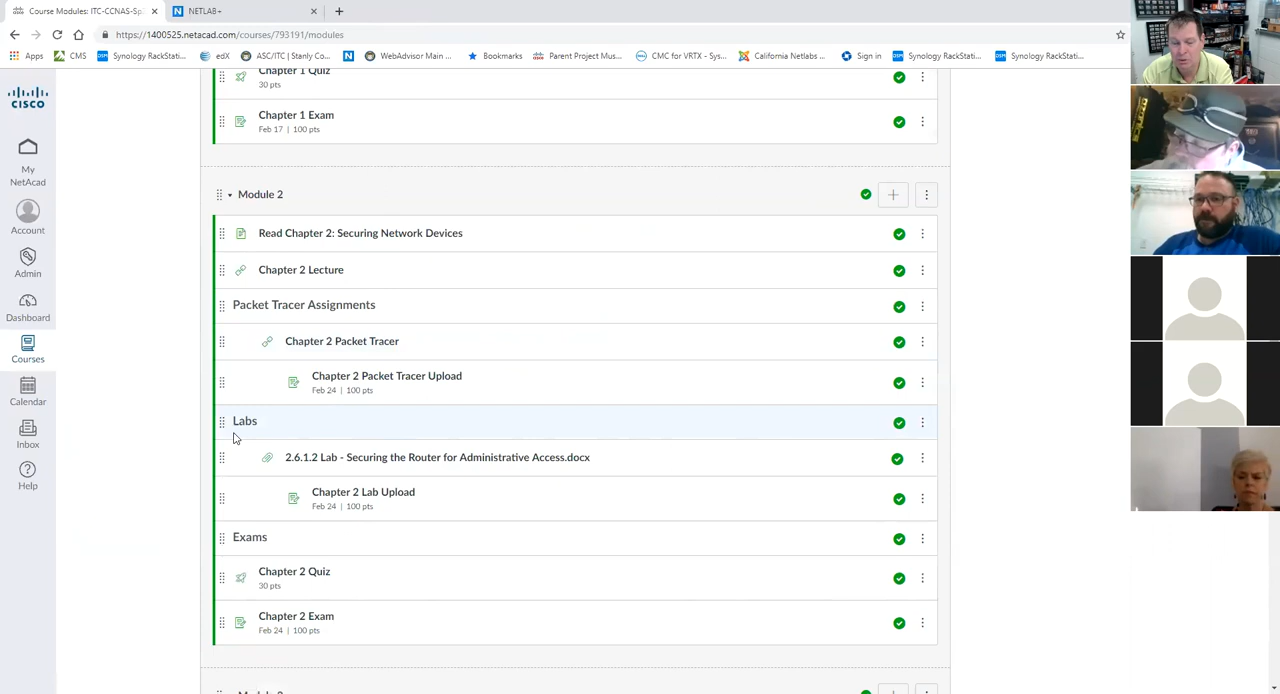 Course Modules: ITC-CCNAS-Sp
NETLAB+
https://1400525.netacad.com/courses/793191/modules
Apps
CMS
Synology RackStati...
edX
ASC/ITC | Security Co...
WebAdvisor Main ...
Bookmarks
Parent Project Mus...
CMC for VRTX - Syn...
California Netlabs ...
Sign in
Synology RackStati...
Synology RackStati...
CISCO
My NetAcad
Account
Admin
Dashboard
Courses
Calendar
Inbox
Help
Chapter 1 Quiz
30 pts
Chapter 1 Exam
Feb 17 | 100 pts
Module 2
Read Chapter 2: Securing Network Devices
Chapter 2 Lecture
Packet Tracer Assignments
Chapter 2 Packet Tracer
Chapter 2 Packet Tracer Upload
Feb 24 | 100 pts
Labs
2.6.1.2 Lab - Securing the Router for Administrative Access.docx
Chapter 2 Lab Upload
Feb 24 | 100 pts
Exams
Chapter 2 Quiz
30 pts
Chapter 2 Exam
Feb 24 | 100 pts